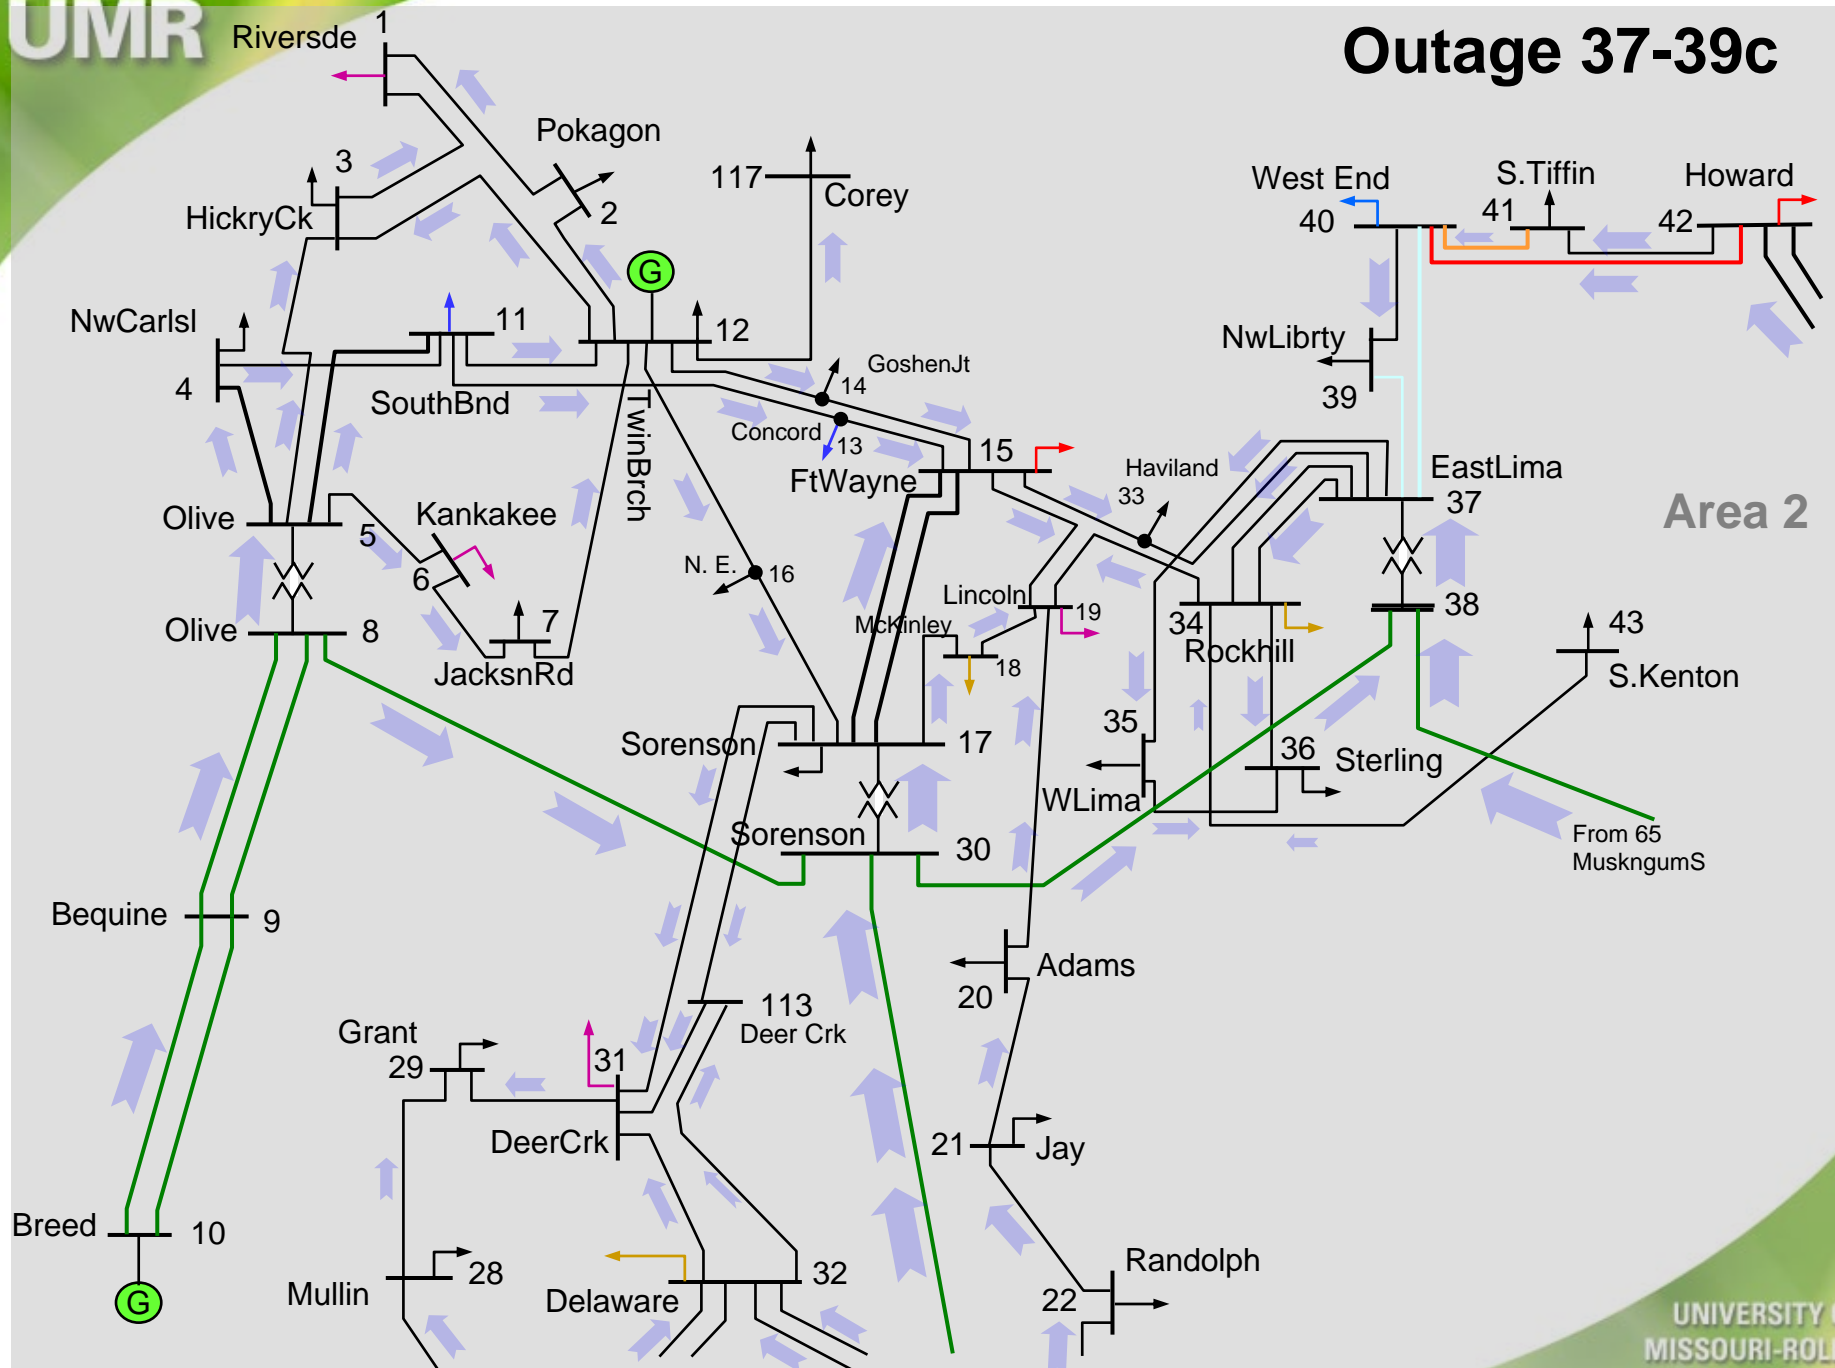 UMR
Outage 37-39c
Riversde
1
Pokagon
2
3
HickryCk
117
Corey
West End
40
S.Tiffin
41
Howard
42
G
NwCarlsl
4
11
SouthBnd
12
TwinBrch
GoshenJt
14
Concord
13
NwLibrty
39
15
FtWayne
Haviland
33
EastLima
37
Area 2
Olive
5
Kankakee
6
N. E.
16
Olive
8
7
JacksnRd
Lincoln
19
McKinley
18
34
Rockhill
38
43
S.Kenton
Sorenson
17
35
WLima
36
Sterling
Sorenson
30
From 65
MuskngumS
Bequine
9
Adams
20
113
Deer Crk
Grant
29
31
DeerCrk
21
Jay
Breed
10
G
Mullin
28
Delaware
32
Randolph
22
UNIVERSITY
MISSOURI-ROL